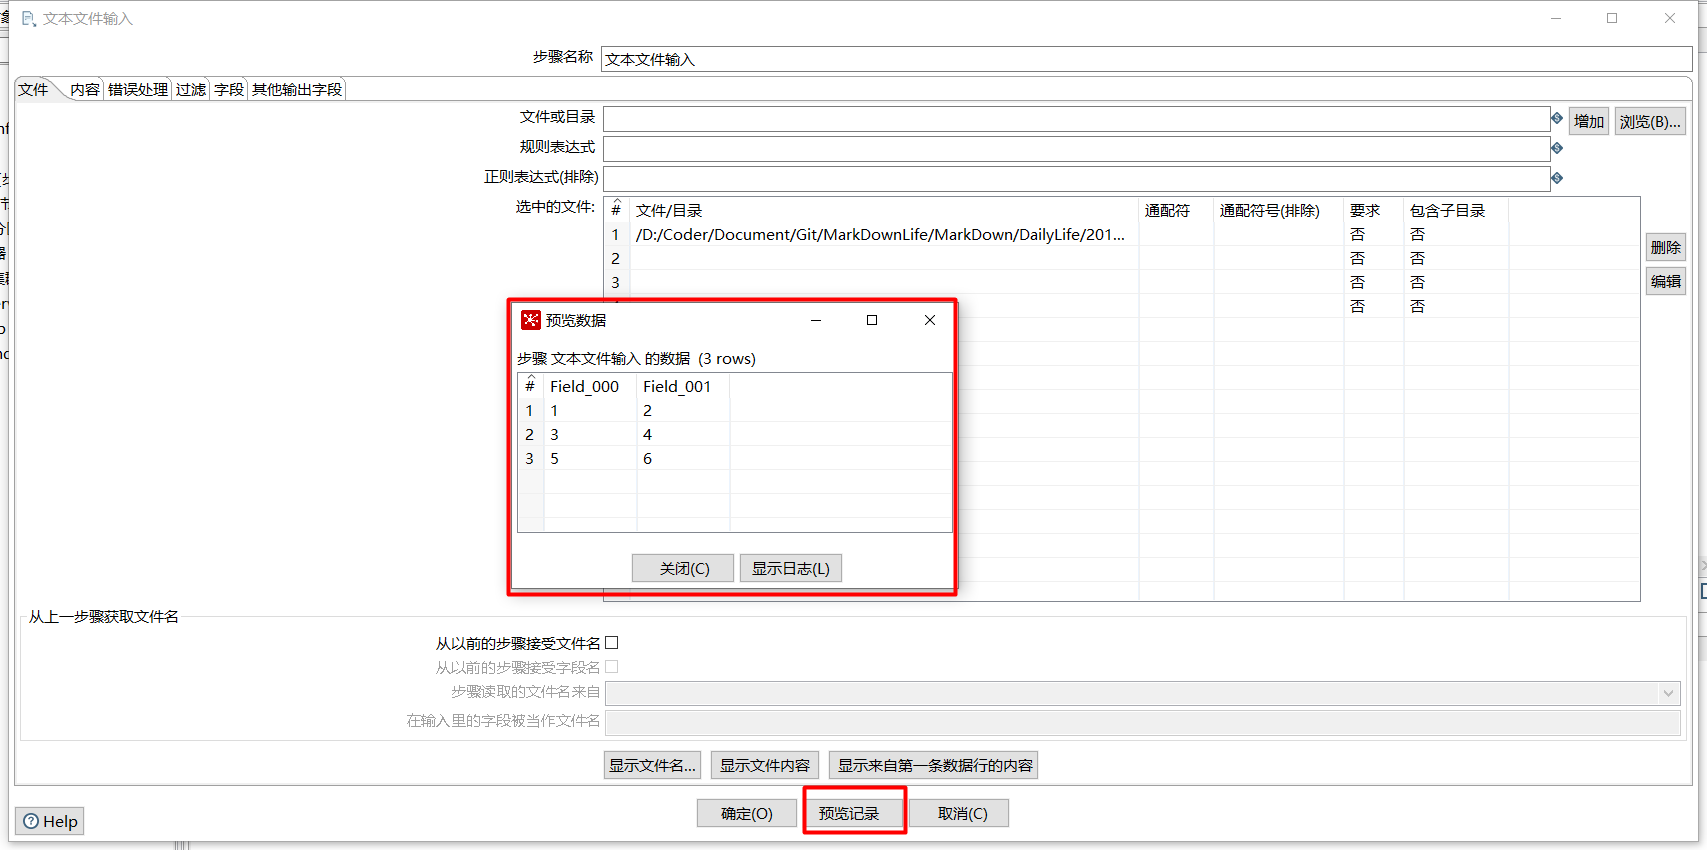 文本文件输入
步骤名称 文本文件输入
文件 内容 错误处理 过滤 字段 其他输出字段
文件或目录 增加 浏览(B)...
规则表达式
正则表达式(排除)
选中的文件:
# 文件/目录 通配符 通配符号(排除) 要求 包含子目录
1 /D:/Coder/Document/Git/MarkDownLife/MarkDown/DailyLife/201... 否 否
2 否 否
3 否 否
否 否
删除
编辑
预览数据
步骤 文本文件输入 的数据 (3 rows)
# Field_000 Field_001
1 1 2
2 3 4
3 5 6
关闭(C) 显示日志(L)
从上一步骤获取文件名
从以前的步骤接受文件名
从以前的步骤接受字段名
步骤读取的文件名来自
在输入里的字段被当作文件名
显示文件名... 显示文件内容 显示来自第一条数据行的内容
Help 确定(O) 预览记录 取消(C)